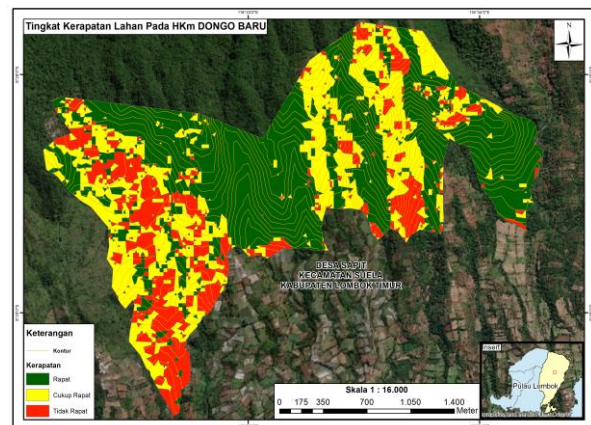 Tingkat Kerapatan Lahan Pada HKm DONGO BARU
N
DESA SAPIT
KECAMATAN SUELA
KABUPATEN LOMBOK TIMUR
Keterangan
Kontur
Kerapatan
Rapat
Cukup Rapat
Tidak Rapat
Skala 1 : 16.000
0 175 350 700 1.050 1.400
Meter
Insert
Pulau Lombok